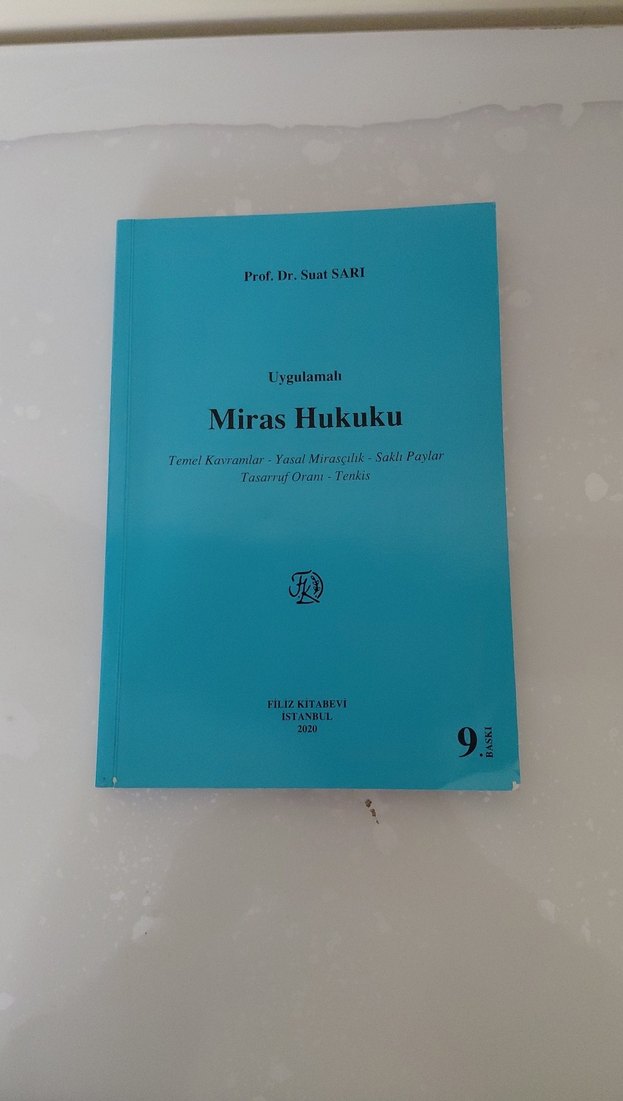 Prof. Dr. Suat SARI
Uygulamalı
Miras Hukuku
Temel Kavramlar - Yasal Mirasçılık - Saklı Paylar
Tasarruf Oranı - Tenkis
FK
FİLİZ KİTABEVİ
İSTANBUL
2020
9. BASKI